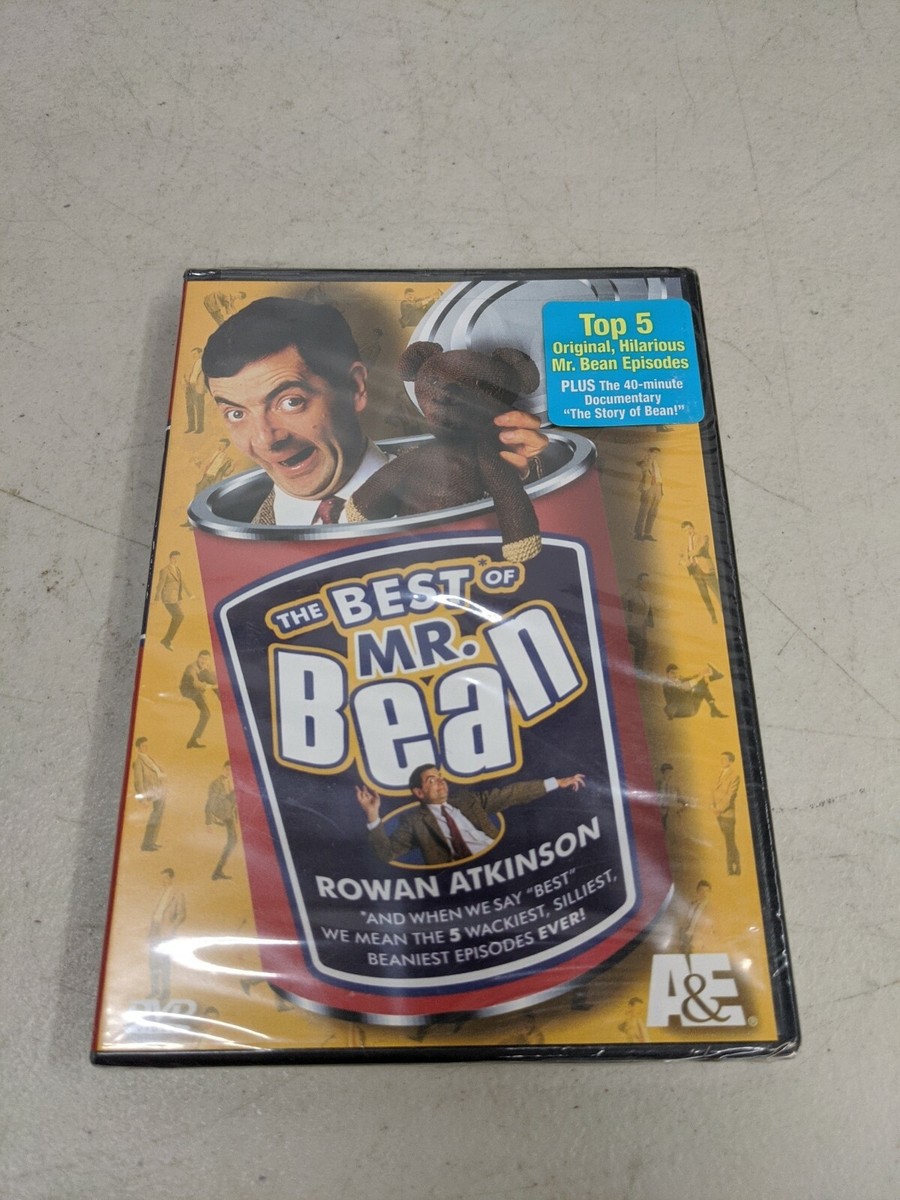 Top 5
Original, Hilarious
Mr. Bean Episodes
PLUS The 40-minute
Documentary
"The Story of Bean!"
THE BEST* OF
MR.
Bean
ROWAN ATKINSON
*AND WHEN WE SAY "BEST"
WE MEAN THE 5 WACKIEST, SILLIEST,
BEANIEST EPISODES EVER!
DVD
A&E®